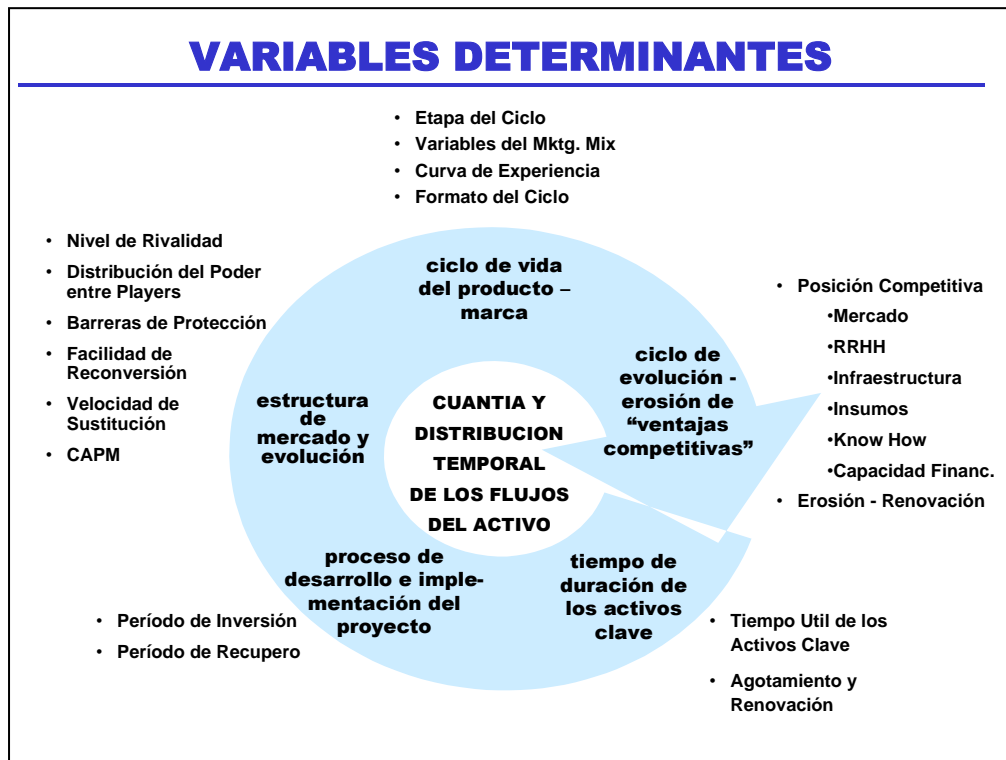 VARIABLES DETERMINANTES
• Etapa del Ciclo
• Variables del Mktg. Mix
• Curva de Experiencia
• Formato del Ciclo
• Nivel de Rivalidad
• Distribución del Poder
entre Players
• Barreras de Protección
• Facilidad de
Reconversión
• Velocidad de
Sustitución
• CAPM
ciclo de vida
del producto –
marca
ciclo de
evolución -
erosión de
“ventajas
competitivas”
• Posición Competitiva
•Mercado
•RRHH
•Infraestructura
•Insumos
•Know How
•Capacidad Financ.
• Erosión - Renovación
estructura
de
mercado y
evolución
CUANTIA Y
DISTRIBUCION
TEMPORAL
DE LOS FLUJOS
DEL ACTIVO
proceso de
desarrollo e imple-
mentación del
proyecto
tiempo de
duración de
los activos
clave
• Período de Inversión
• Período de Recupero
• Tiempo Util de los
Activos Clave
• Agotamiento y
Renovación